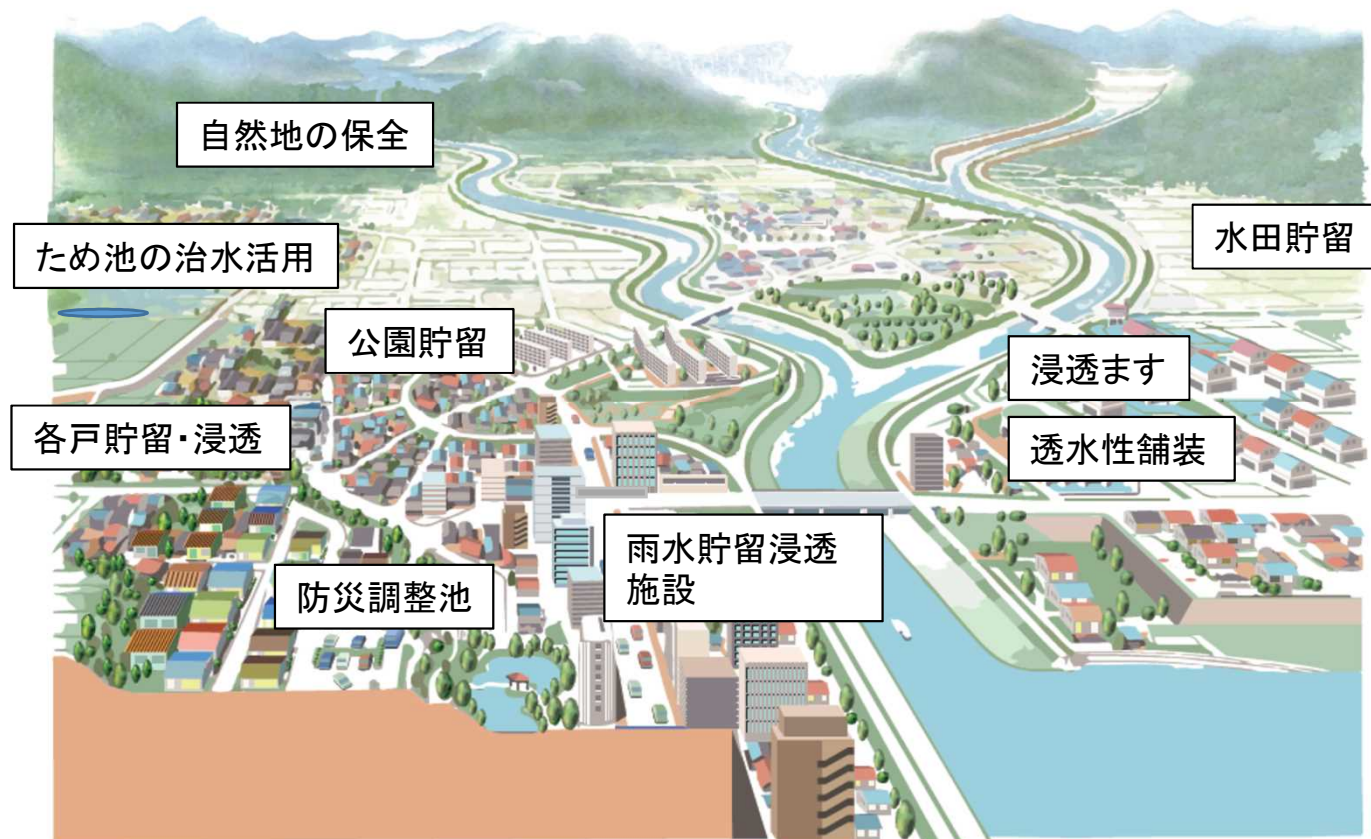 自然地の保全
ため池の治水活用
水田貯留
公園貯留
浸透ます
各戸貯留・浸透
透水性舗装
雨水貯留浸透
施設
防災調整池